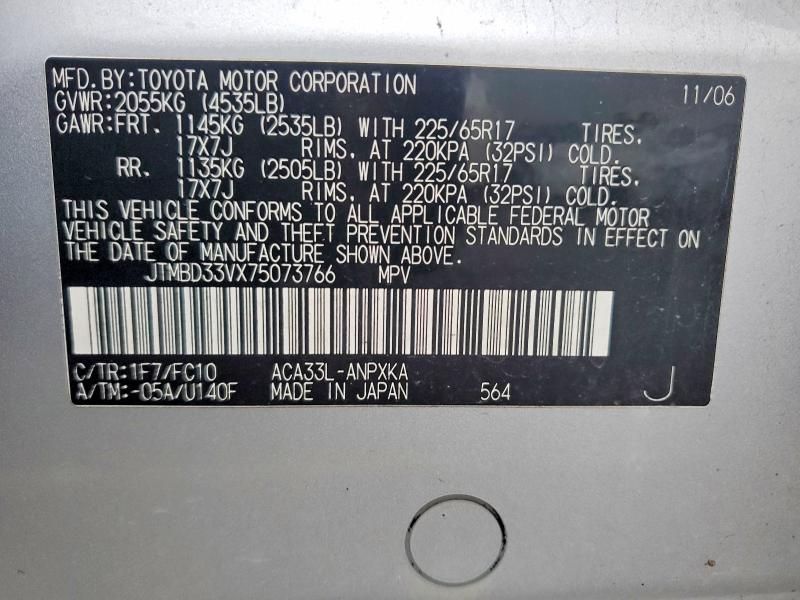 MFD.BY:TOYOTA MOTOR CORPORATION 11/06
GVWR:2055KG (4535LB)
GAWR:FRT. 1145KG (2535LB) WITH 225/65R17 TIRES,
17X7J RIMS, AT 220KPA (32PSI) COLD.
RR. 1135KG (2505LB) WITH 225/65R17 TIRES,
17X7J RIMS, AT 220KPA (32PSI) COLD.
THIS VEHICLE CONFORMS TO ALL APPLICABLE FEDERAL MOTOR
VEHICLE SAFETY AND THEFT PREVENTION STANDARDS IN EFFECT ON
THE DATE OF MANUFACTURE SHOWN ABOVE.
JTMBD33VX75073766 MPV
C/TR:1F7/FC10 ACA33L-ANPXKA
A/TM:-05A/U140F MADE IN JAPAN 564 J